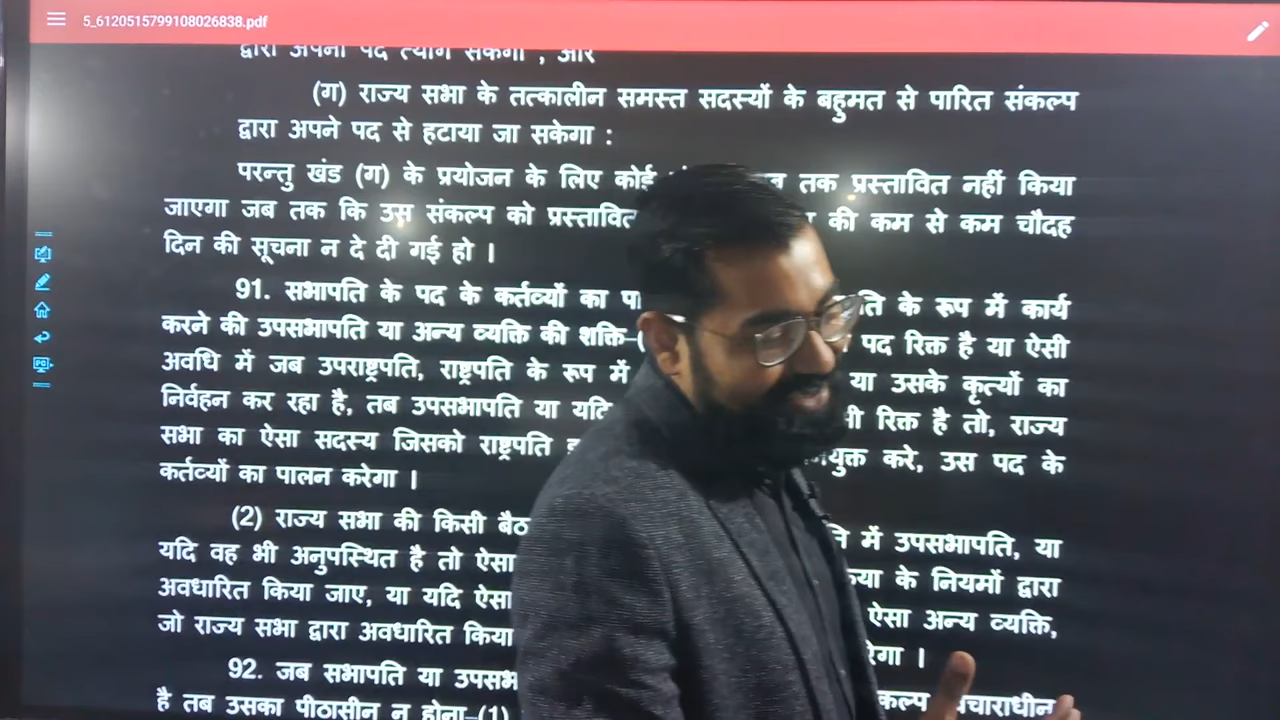 5_6120515799108026838.pdf
द्वारा अपना पद त्याग सकेगा ; और
(ग) राज्य सभा के तत्कालीन समस्त सदस्यों के बहुमत से पारित संकल्प
द्वारा अपने पद से हटाया जा सकेगा :
परन्तु खंड (ग) के प्रयोजन के लिए कोई तक प्रस्तावित नहीं किया
जाएगा जब तक कि उस संकल्प को प्रस्तावित की कम से कम चौदह
दिन की सूचना न दे दी गई हो ।
91. सभापति के पद के कर्तव्यों का के रूप में कार्य
करने की उपसभापति या अन्य व्यक्ति की शक्ति– पद रिक्त है या ऐसी
अवधि में जब उपराष्ट्रपति, राष्ट्रपति के रूप में या उसके कृत्यों का
निर्वहन कर रहा है, तब उपसभापति या यदि रिक्त है तो, राज्य
सभा का ऐसा सदस्य जिसको राष्ट्रपति करे, उस पद के
कर्तव्यों का पालन करेगा ।
(2) राज्य सभा की किसी में उपसभापति, या
यदि वह भी अनुपस्थित है तो ऐसा के नियमों द्वारा
अवधारित किया जाए, या यदि ऐसा ऐसा अन्य व्यक्ति,
जो राज्य सभा द्वारा अवधारित किया ।
92. जब सभापति या
है तब उसका पीठासीन न होना–(1)